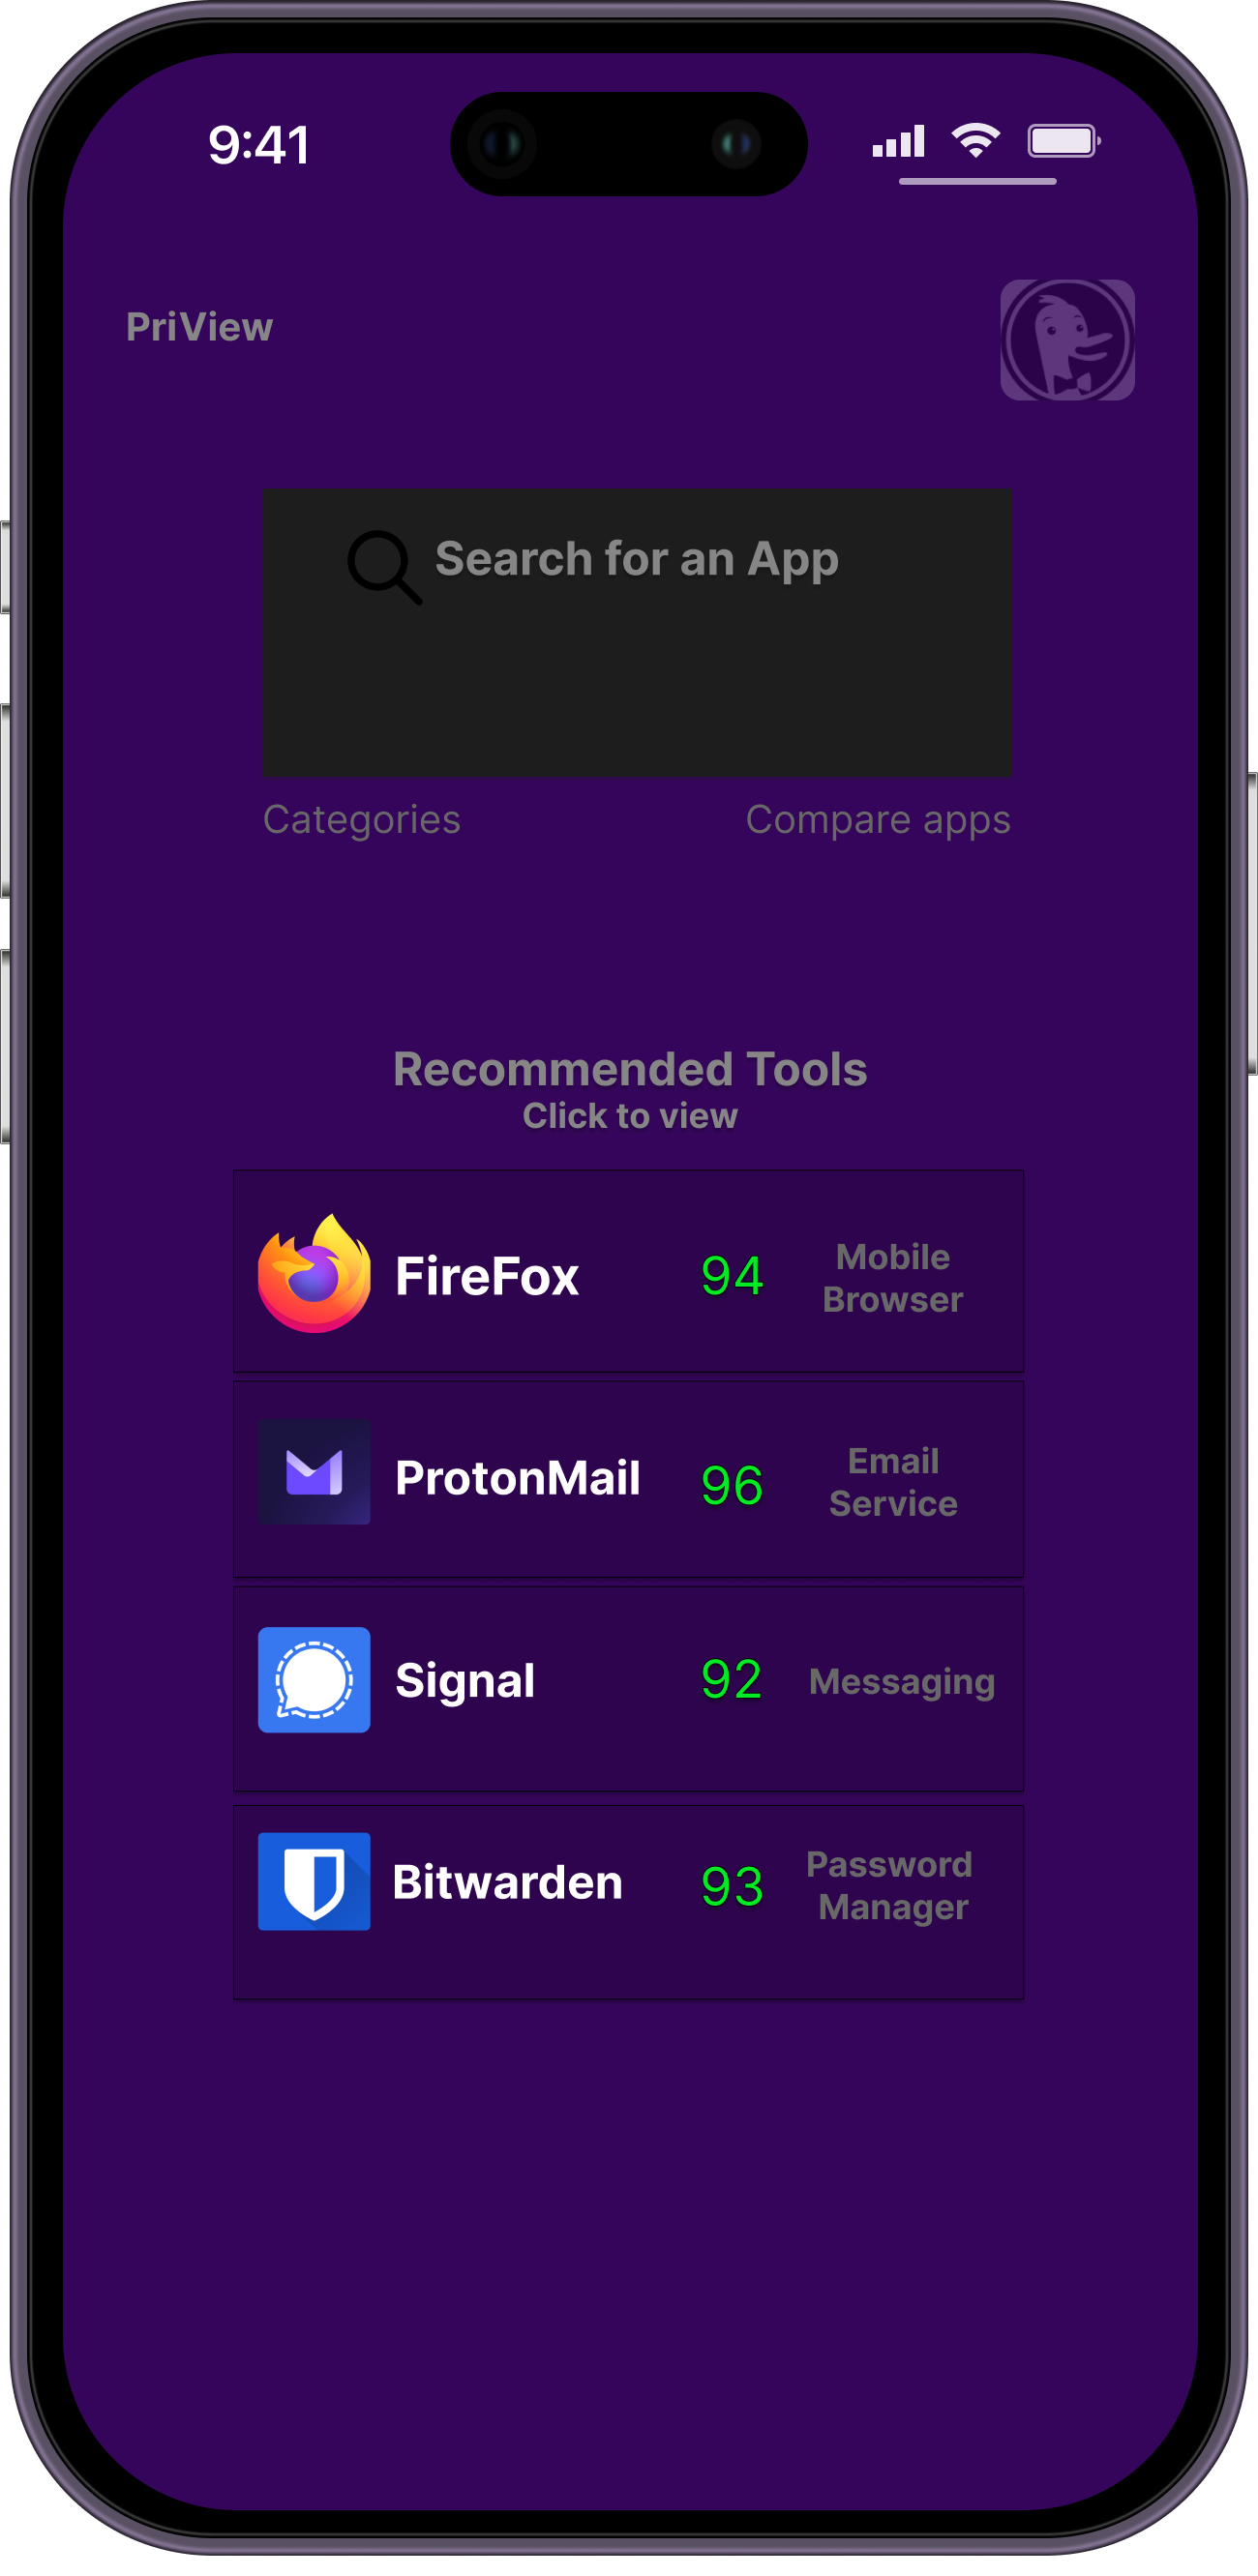 9:41
PriView
Search for an App
Categories
Compare apps
Recommended Tools
Click to view
FireFox
94
Mobile
Browser
ProtonMail
96
Email
Service
Signal
92
Messaging
Bitwarden
93
Password
Manager